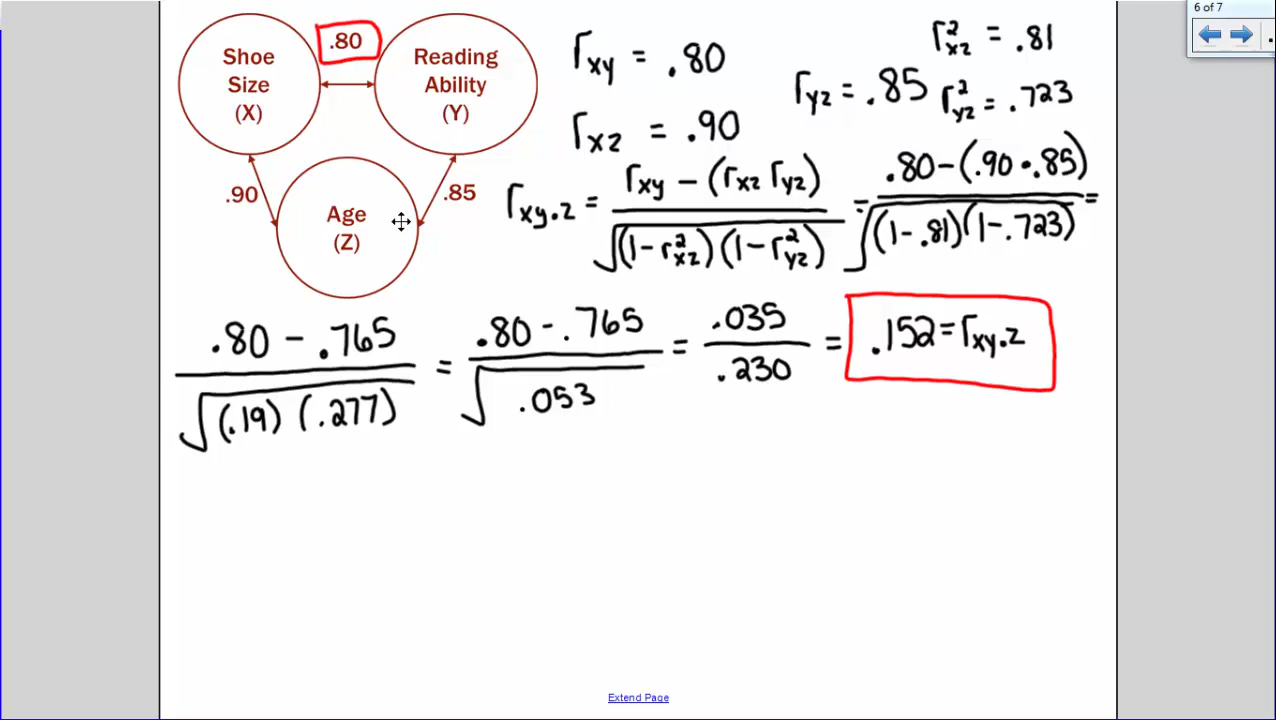 6 of 7
.80
Shoe Size (X)
Reading Ability (Y)
.90
.85
Age (Z)
r_xy = .80
r_xz = .90
r_yz = .85
r²_xz = .81
r²_yz = .723
r_xy.z = (r_xy − (r_xz r_yz)) / √((1 − r²_xz)(1 − r²_yz)) = (.80 − (.90 • .85)) / √((1 − .81)(1 − .723)) =
(.80 − .765) / √((.19)(.277)) = (.80 − .765) / √.053 = .035 / .230 = .152 = r_xy.z
Extend Page